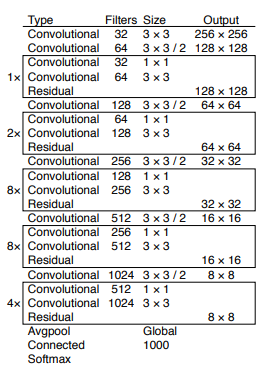 Type Filters Size Output
Convolutional 32 3 × 3 256 × 256
Convolutional 64 3 × 3 / 2 128 × 128
Convolutional 32 1 × 1
1× Convolutional 64 3 × 3
Residual 128 × 128
Convolutional 128 3 × 3 / 2 64 × 64
Convolutional 64 1 × 1
2× Convolutional 128 3 × 3
Residual 64 × 64
Convolutional 256 3 × 3 / 2 32 × 32
Convolutional 128 1 × 1
8× Convolutional 256 3 × 3
Residual 32 × 32
Convolutional 512 3 × 3 / 2 16 × 16
Convolutional 256 1 × 1
8× Convolutional 512 3 × 3
Residual 16 × 16
Convolutional 1024 3 × 3 / 2 8 × 8
Convolutional 512 1 × 1
4× Convolutional 1024 3 × 3
Residual 8 × 8
Avgpool Global
Connected 1000
Softmax